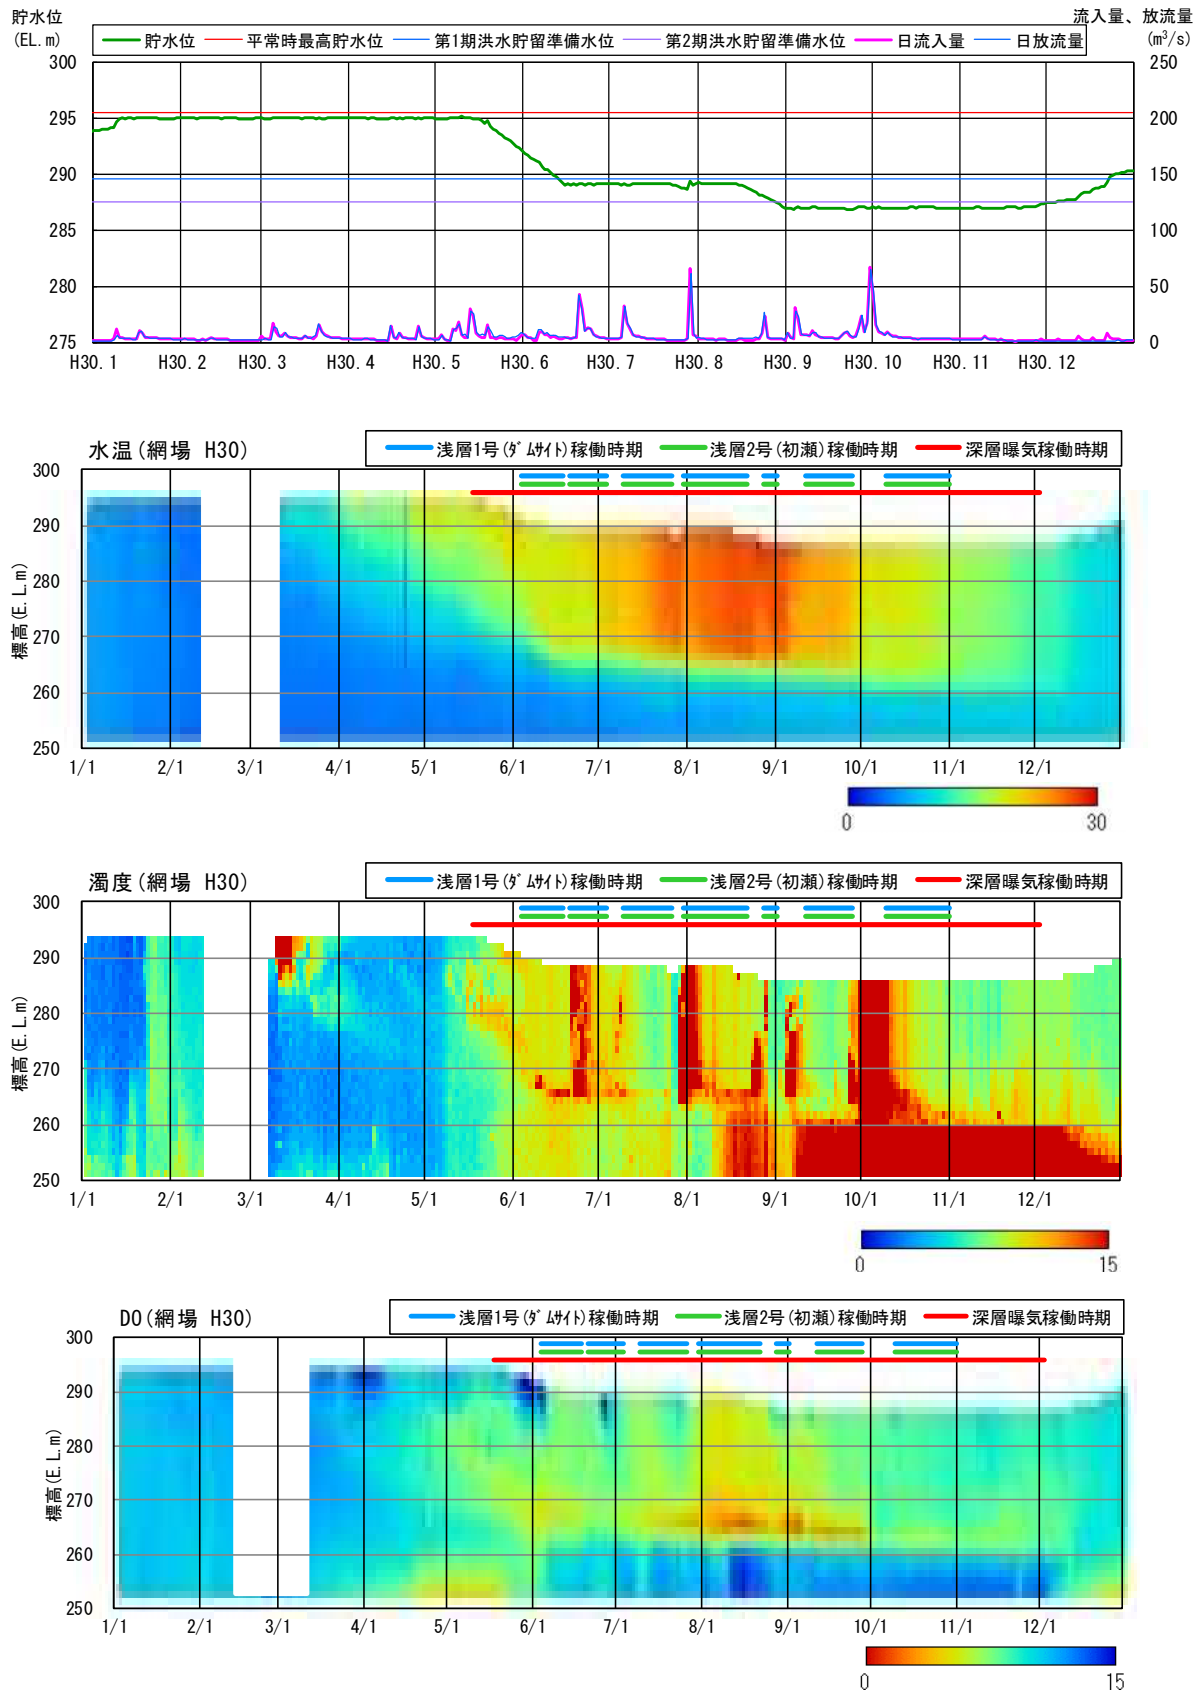 貯水位 流入量、放流量
(EL.m) (m³/s)
貯水位 平常時最高貯水位 第1期洪水貯留準備水位 第2期洪水貯留準備水位 日流入量 日放流量
300 250
295 200
290 150
285 100
280 50
275 0
H30.1 H30.2 H30.3 H30.4 H30.5 H30.6 H30.7 H30.8 H30.9 H30.10 H30.11 H30.12
水温(網場 H30)
浅層1号(ダムサイト)稼働時期 浅層2号(初瀬)稼働時期 深層曝気稼働時期
標高(E.L.m)
300
290
280
270
260
250
1/1 2/1 3/1 4/1 5/1 6/1 7/1 8/1 9/1 10/1 11/1 12/1
0 30
濁度(網場 H30)
浅層1号(ダムサイト)稼働時期 浅層2号(初瀬)稼働時期 深層曝気稼働時期
標高(E.L.m)
300
290
280
270
260
250
1/1 2/1 3/1 4/1 5/1 6/1 7/1 8/1 9/1 10/1 11/1 12/1
0 15
DO(網場 H30)
浅層1号(ダムサイト)稼働時期 浅層2号(初瀬)稼働時期 深層曝気稼働時期
標高(E.L.m)
300
290
280
270
260
250
1/1 2/1 3/1 4/1 5/1 6/1 7/1 8/1 9/1 10/1 11/1 12/1
0 15